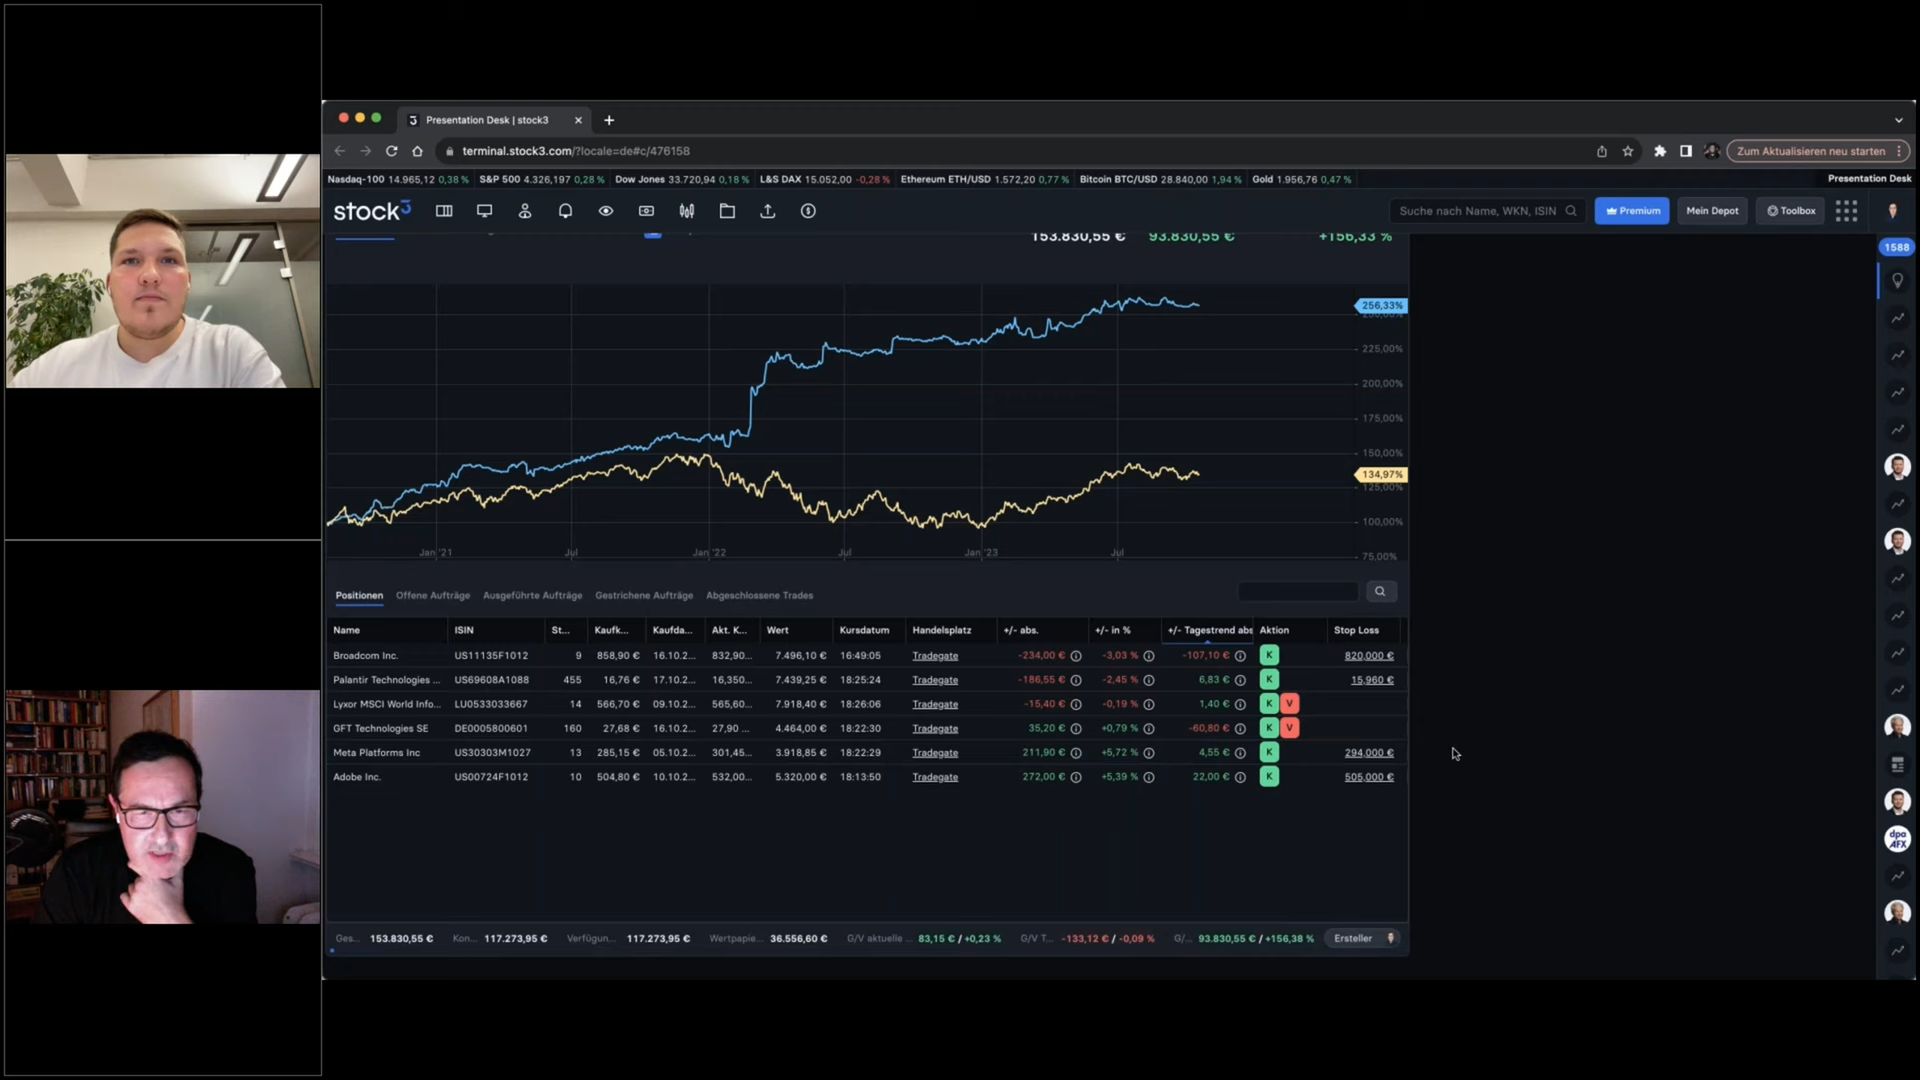 Presentation Desk | stock3
terminal.stock3.com/?locale=de#c/476158
Zum Aktualisieren neu starten
Nasdaq-100 14.965,12 0,38 % S&P 500 4.326,197 0,28 % Dow Jones 33.720,94 0,18 % L&S DAX 15.052,00 -0,28 % Ethereum ETH/USD 1.572,20 0,77 % Bitcoin BTC/USD 28.840,00 1,94 % Gold 1.956,76 0,47 % Presentation Desk
stock3 Suche nach Name, WKN, ISIN Premium Mein Depot Toolbox
153.830,55 € 93.830,55 € +156,33 %
1588
256,33%
225,00%
200,00%
175,00%
150,00%
134,97%
125,00%
100,00%
75,00%
Jan '21 Jul Jan '22 Jul Jan '23 Jul
Positionen Offene Aufträge Ausgeführte Aufträge Gestrichene Aufträge Abgeschlossene Trades
Name ISIN St... Kaufk... Kaufda... Akt. K... Wert Kursdatum Handelsplatz +/- abs. +/- in % +/- Tagestrend abs Aktion Stop Loss
Broadcom Inc. US11135F1012 9 858,90 € 16.10.2... 832,90... 7.496,10 € 16:49:05 Tradegate -234,00 € -3,03 % -107,10 € K 820,000 €
Palantir Technologies ... US69608A1088 455 16,76 € 17.10.2... 16,350... 7.439,25 € 18:25:24 Tradegate -186,55 € -2,45 % 6,83 € K 15,960 €
Lyxor MSCI World Info... LU0533033667 14 566,70 € 09.10.2... 565,60... 7.918,40 € 18:26:06 Tradegate -15,40 € -0,19 % 1,40 € K V
GFT Technologies SE DE0005800601 160 27,68 € 16.10.2... 27,90 ... 4.464,00 € 18:22:30 Tradegate 35,20 € +0,79 % -60,80 € K V
Meta Platforms Inc US30303M1027 13 285,15 € 05.10.2... 301,45... 3.918,85 € 18:22:29 Tradegate 211,90 € +5,72 % 4,55 € K 294,000 €
Adobe Inc. US00724F1012 10 504,80 € 10.10.2... 532,00... 5.320,00 € 18:13:50 Tradegate 272,00 € +5,39 % 22,00 € K 505,000 €
dpa
AFX
Ges... 153.830,55 € Kon... 117.273,95 € Verfügun... 117.273,95 € Wertpapie... 36.556,60 € G/V aktuelle ... 83,15 € / +0,23 % G/V T... -133,12 € / -0,09 % G/... 93.830,55 € / +156,38 % Ersteller